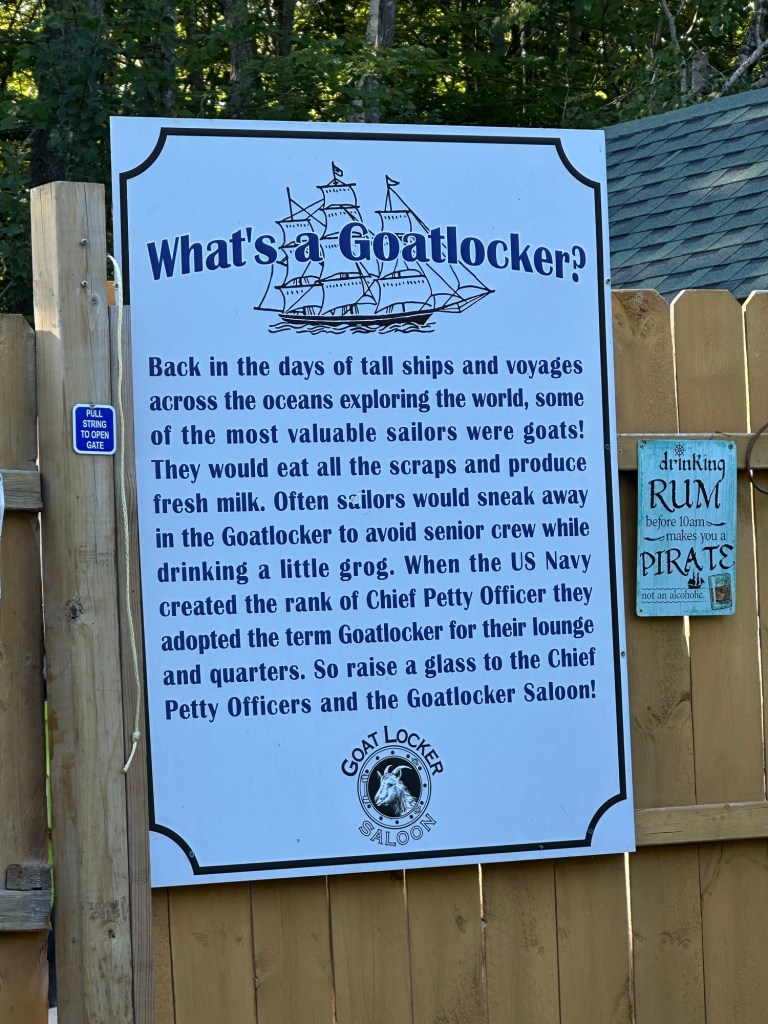 What's a Goatlocker?
Back in the days of tall ships and voyages
across the oceans exploring the world, some
of the most valuable sailors were goats!
They would eat all the scraps and produce
fresh milk. Often sailors would sneak away
in the Goatlocker to avoid senior crew while
drinking a little grog. When the US Navy
created the rank of Chief Petty Officer they
adopted the term Goatlocker for their lounge
and quarters. So raise a glass to the Chief
Petty Officers and the Goatlocker Saloon!
GOAT LOCKER
SALOON
PULL
STRING
TO OPEN
GATE
drinking
RUM
before 10am
makes you a
PIRATE
not an alcoholic.